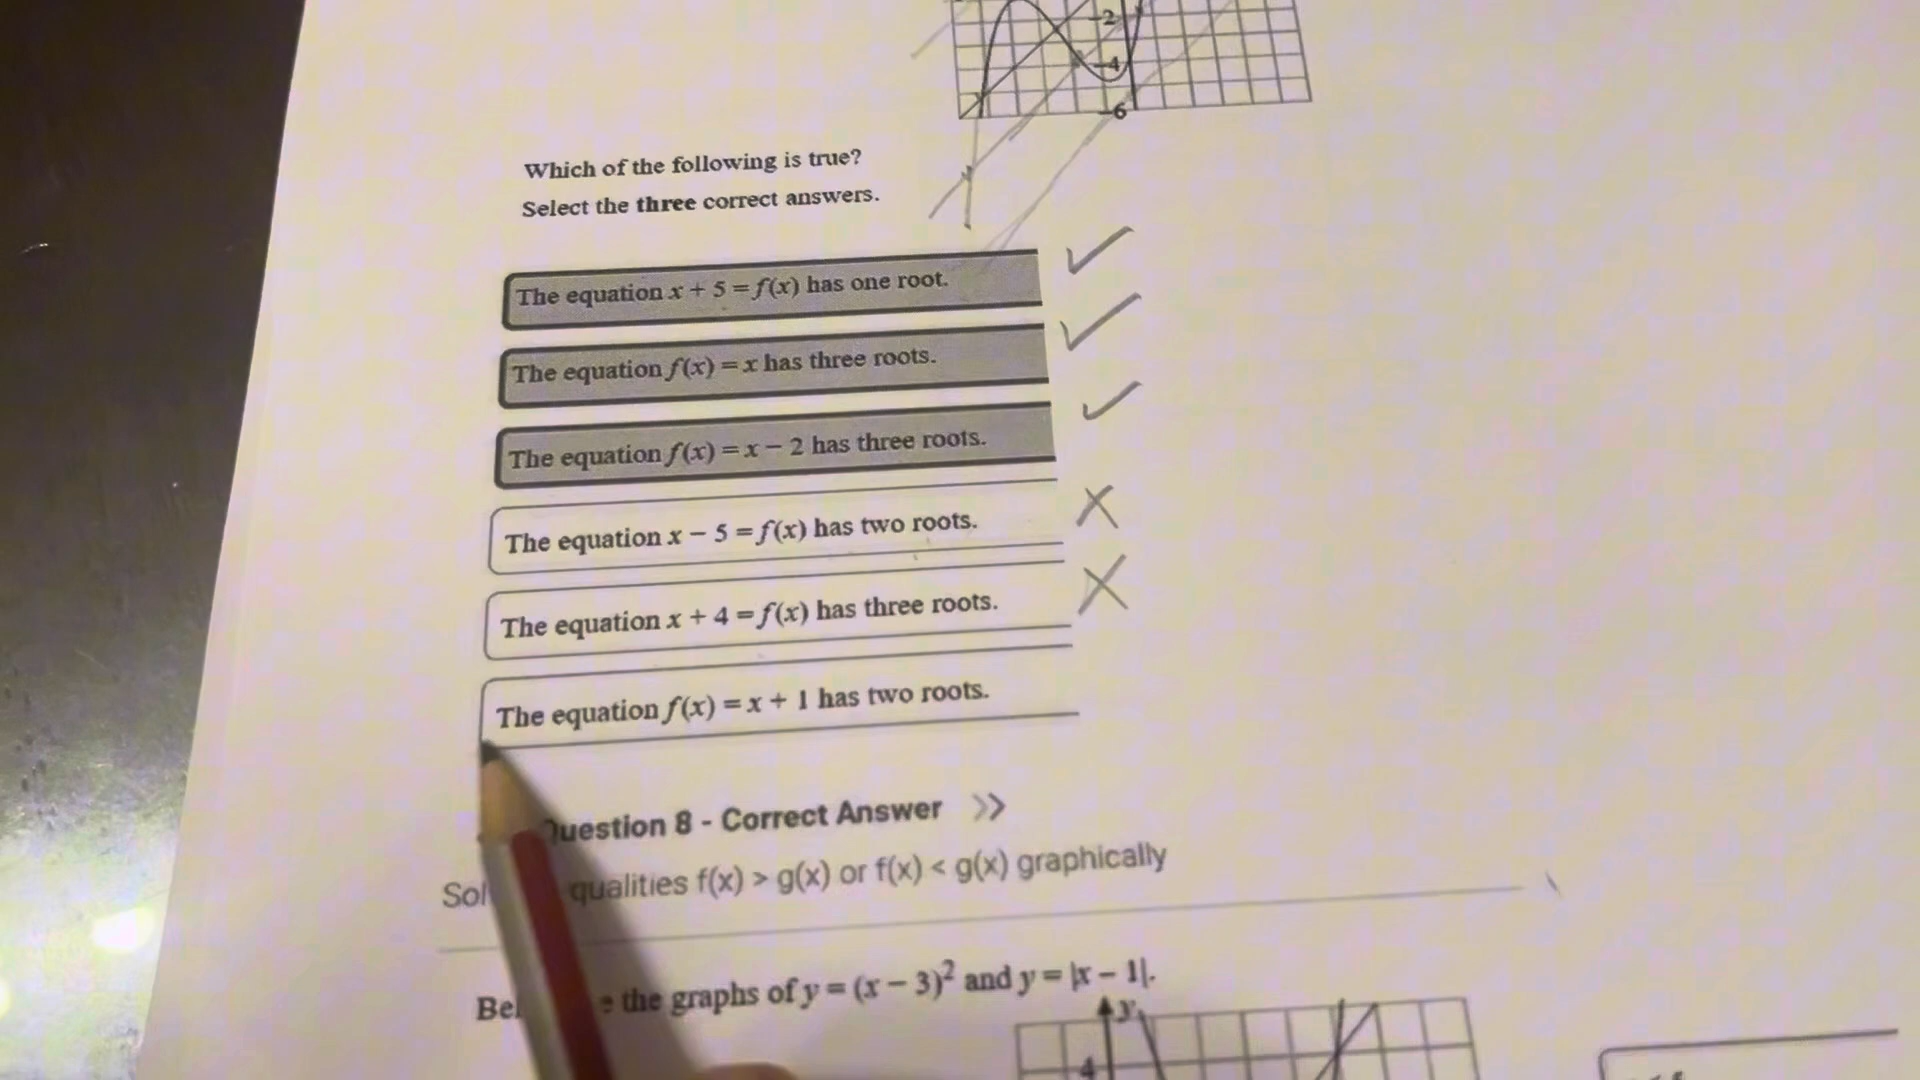 -2
-4
-6
Which of the following is true?
Select the three correct answers.
The equation x + 5 = f(x) has one root.
The equation f(x) = x has three roots.
The equation f(x) = x − 2 has three roots.
The equation x − 5 = f(x) has two roots.
The equation x + 4 = f(x) has three roots.
The equation f(x) = x + 1 has two roots.
Question 8 - Correct Answer >>
qualities f(x) > g(x) or f(x) < g(x) graphically
the graphs of y = (x − 3)² and y = |x − 1|.
y
4